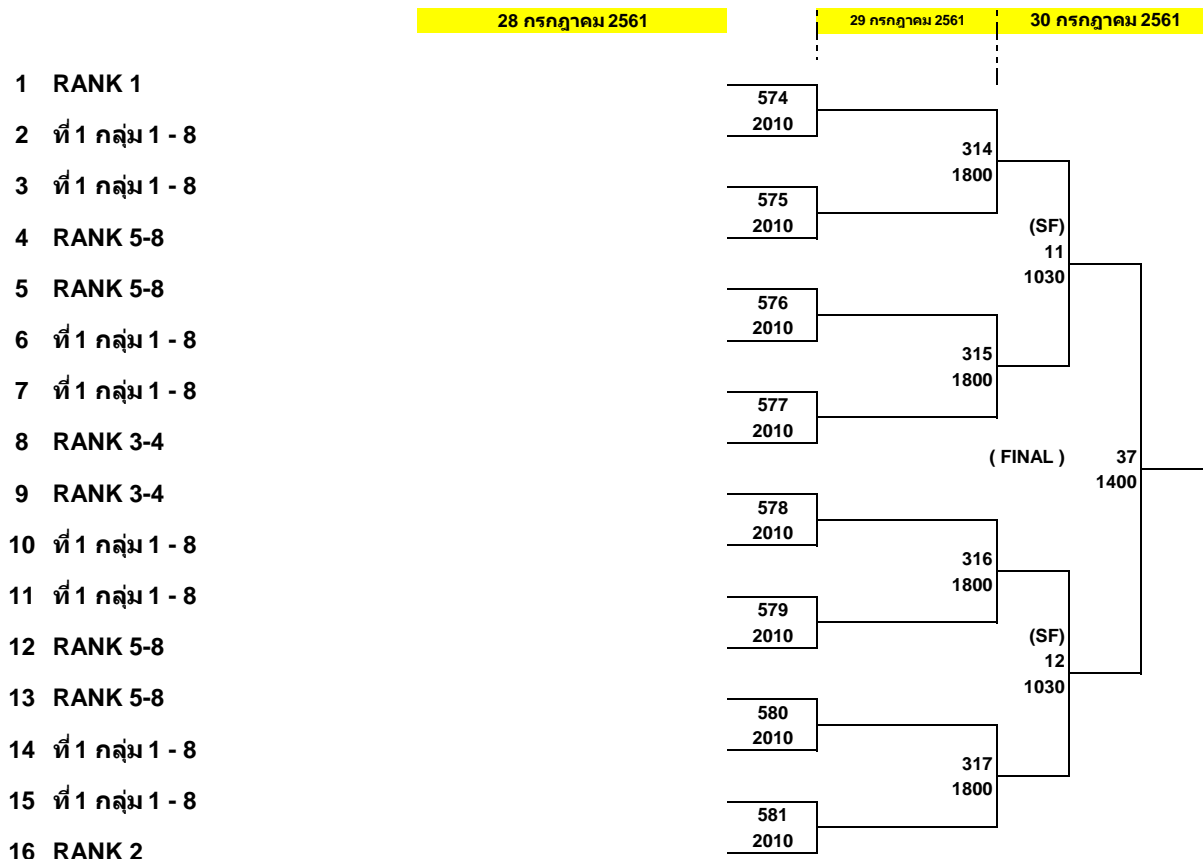 28 กรกฎาคม 2561 29 กรกฎาคม 2561 30 กรกฎาคม 2561
1 RANK 1
574
2010
2 ที่ 1 กลุ่ม 1 - 8
314
1800
3 ที่ 1 กลุ่ม 1 - 8
575
2010
4 RANK 5-8
(SF)
11
1030
5 RANK 5-8
576
2010
6 ที่ 1 กลุ่ม 1 - 8
315
1800
7 ที่ 1 กลุ่ม 1 - 8
577
2010
8 RANK 3-4
( FINAL ) 37
1400
9 RANK 3-4
578
2010
10 ที่ 1 กลุ่ม 1 - 8
316
1800
11 ที่ 1 กลุ่ม 1 - 8
579
2010
12 RANK 5-8
(SF)
12
1030
13 RANK 5-8
580
2010
14 ที่ 1 กลุ่ม 1 - 8
317
1800
15 ที่ 1 กลุ่ม 1 - 8
581
2010
16 RANK 2